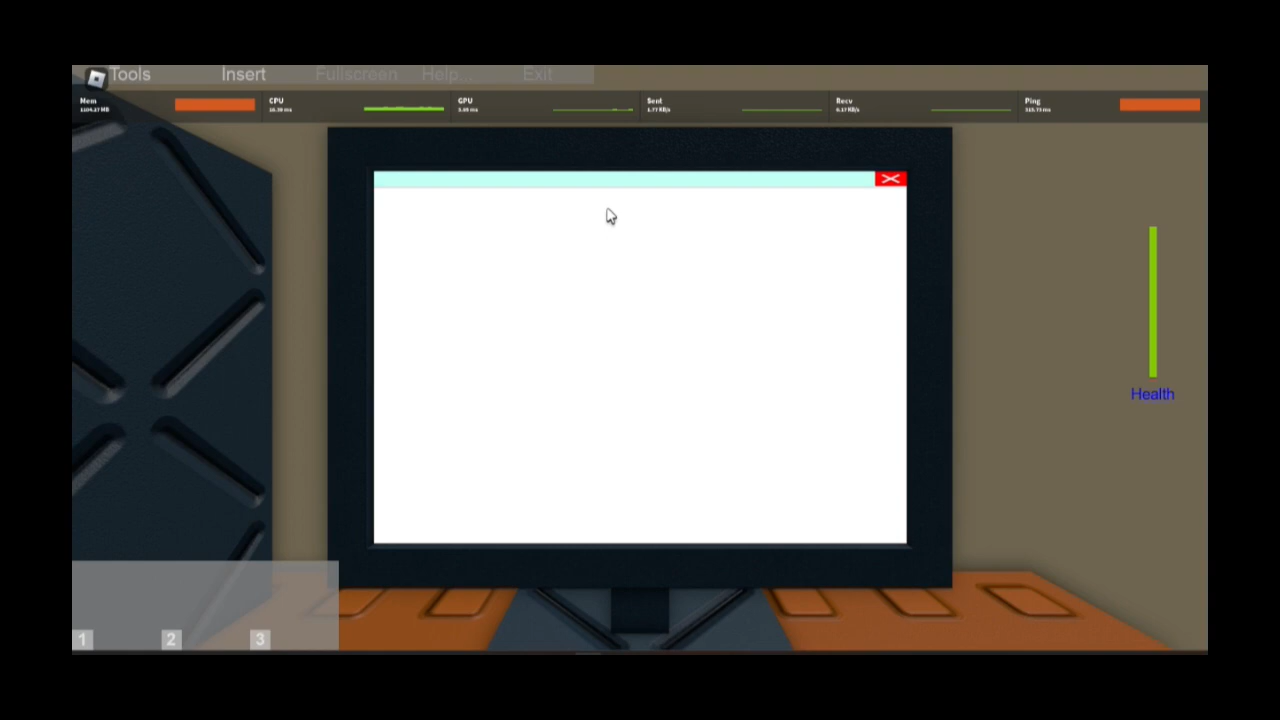 Tools Insert Fullscreen Help... Exit
Mem CPU GPU Sent Recv Ping
Health
1 2 3